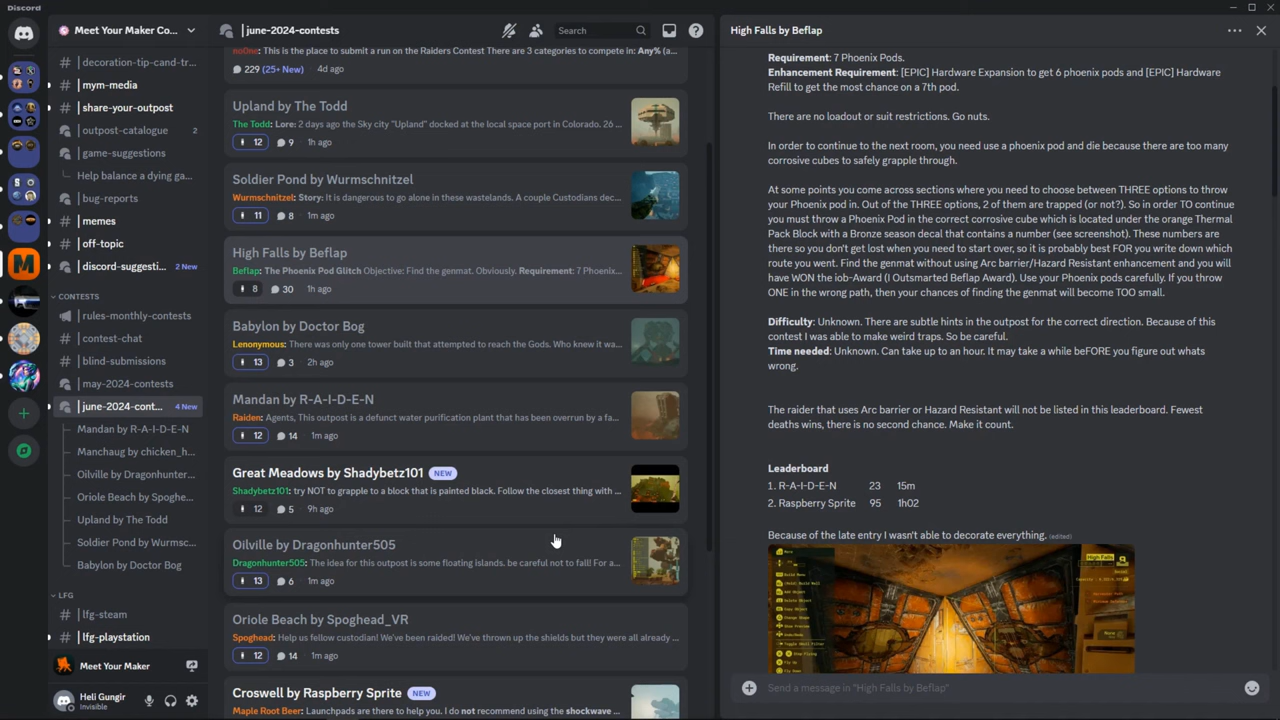 Discord
Meet Your Maker Co...
decoration-tip-cand-tr...
mym-media
share-your-outpost
outpost-catalogue
2
game-suggestions
Help balance a dying ga...
bug-reports
memes
off-topic
discord-suggesti...
2 New
CONTESTS
rules-monthly-contests
contest-chat
blind-submissions
may-2024-contests
june-2024-cont...
4 New
Mandan by R-A-I-D-E-N
Manchaug by chicken_h...
Oilville by Dragonhunter...
Oriole Beach by Spoghe...
Upland by The Todd
Soldier Pond by Wurmsc...
Babylon by Doctor Bog
LFG
lfg-steam
lfg-playstation
Meet Your Maker
Heli Gungir
Invisible
june-2024-contests
Search
noOne: This is the place to submit a run on the Raiders Contest There are 3 categories to compete in: Any% (a...
229 (25+ New) 4d ago
Upland by The Todd
The Todd: Lore: 2 days ago the Sky city "Upland" docked at the local space port in Colorado. 26 ...
12 9 1h ago
Soldier Pond by Wurmschnitzel
Wurmschnitzel: Story: It is dangerous to go alone in these wastelands. A couple Custodians dec...
11 8 1m ago
High Falls by Beflap
Beflap: The Phoenix Pod Glitch Objective: Find the genmat. Obviously. Requirement: 7 Phoenix...
8 30 1h ago
Babylon by Doctor Bog
Lenonymous: There was only one tower built that attempted to reach the Gods. Who knew it wa...
13 3 2h ago
Mandan by R-A-I-D-E-N
Raiden: Agents, This outpost is a defunct water purification plant that has been overrun by a fa...
12 14 1m ago
Great Meadows by Shadybetz101 NEW
Shadybetz101: try NOT to grapple to a block that is painted black. Follow the closest thing with ...
12 5 9h ago
Oilville by Dragonhunter505
Dragonhunter505: The idea for this outpost is some floating islands. be careful not to fall! For a...
13 6 1m ago
Oriole Beach by Spoghead_VR
Spoghead: Help us fellow custodian! We've been raided! We've thrown up the shields but they were all already ...
12 14 1m ago
Croswell by Raspberry Sprite NEW
Maple Root Beer: Launchpads are there to help you. I do not recommend using the shockwave ...
High Falls by Beflap
Requirement: 7 Phoenix Pods.
Enhancement Requirement: [EPIC] Hardware Expansion to get 6 phoenix pods and [EPIC] Hardware
Refill to get the most chance on a 7th pod.
There are no loadout or suit restrictions. Go nuts.
In order to continue to the next room, you need use a phoenix pod and die because there are too many
corrosive cubes to safely grapple through.
At some points you come across sections where you need to choose between THREE options to throw
your Phoenix pod in. Out of the THREE options, 2 of them are trapped (or not?). So in order TO continue
you must throw a Phoenix Pod in the correct corrosive cube which is located under the orange Thermal
Pack Block with a Bronze season decal that contains a number (see screenshot). These numbers are
there so you don't get lost when you need to start over, so it is probably best FOR you write down which
route you went. Find the genmat without using Arc barrier/Hazard Resistant enhancement and you will
have WON the iob-Award (I Outsmarted Beflap Award). Use your Phoenix pods carefully. If you throw
ONE in the wrong path, then your chances of finding the genmat will become TOO small.
Difficulty: Unknown. There are subtle hints in the outpost for the correct direction. Because of this
contest I was able to make weird traps. So be careful.
Time needed: Unknown. Can take up to an hour. It may take a while beFORE you figure out whats
wrong.
The raider that uses Arc barrier or Hazard Resistant will not be listed in this leaderboard. Fewest
deaths wins, there is no second chance. Make it count.
Leaderboard
1. R-A-I-D-E-N 23 15m
2. Raspberry Sprite 95 1h02
Because of the late entry I wasn't able to decorate everything. (edited)
High Falls
Send a message in "High Falls by Beflap"